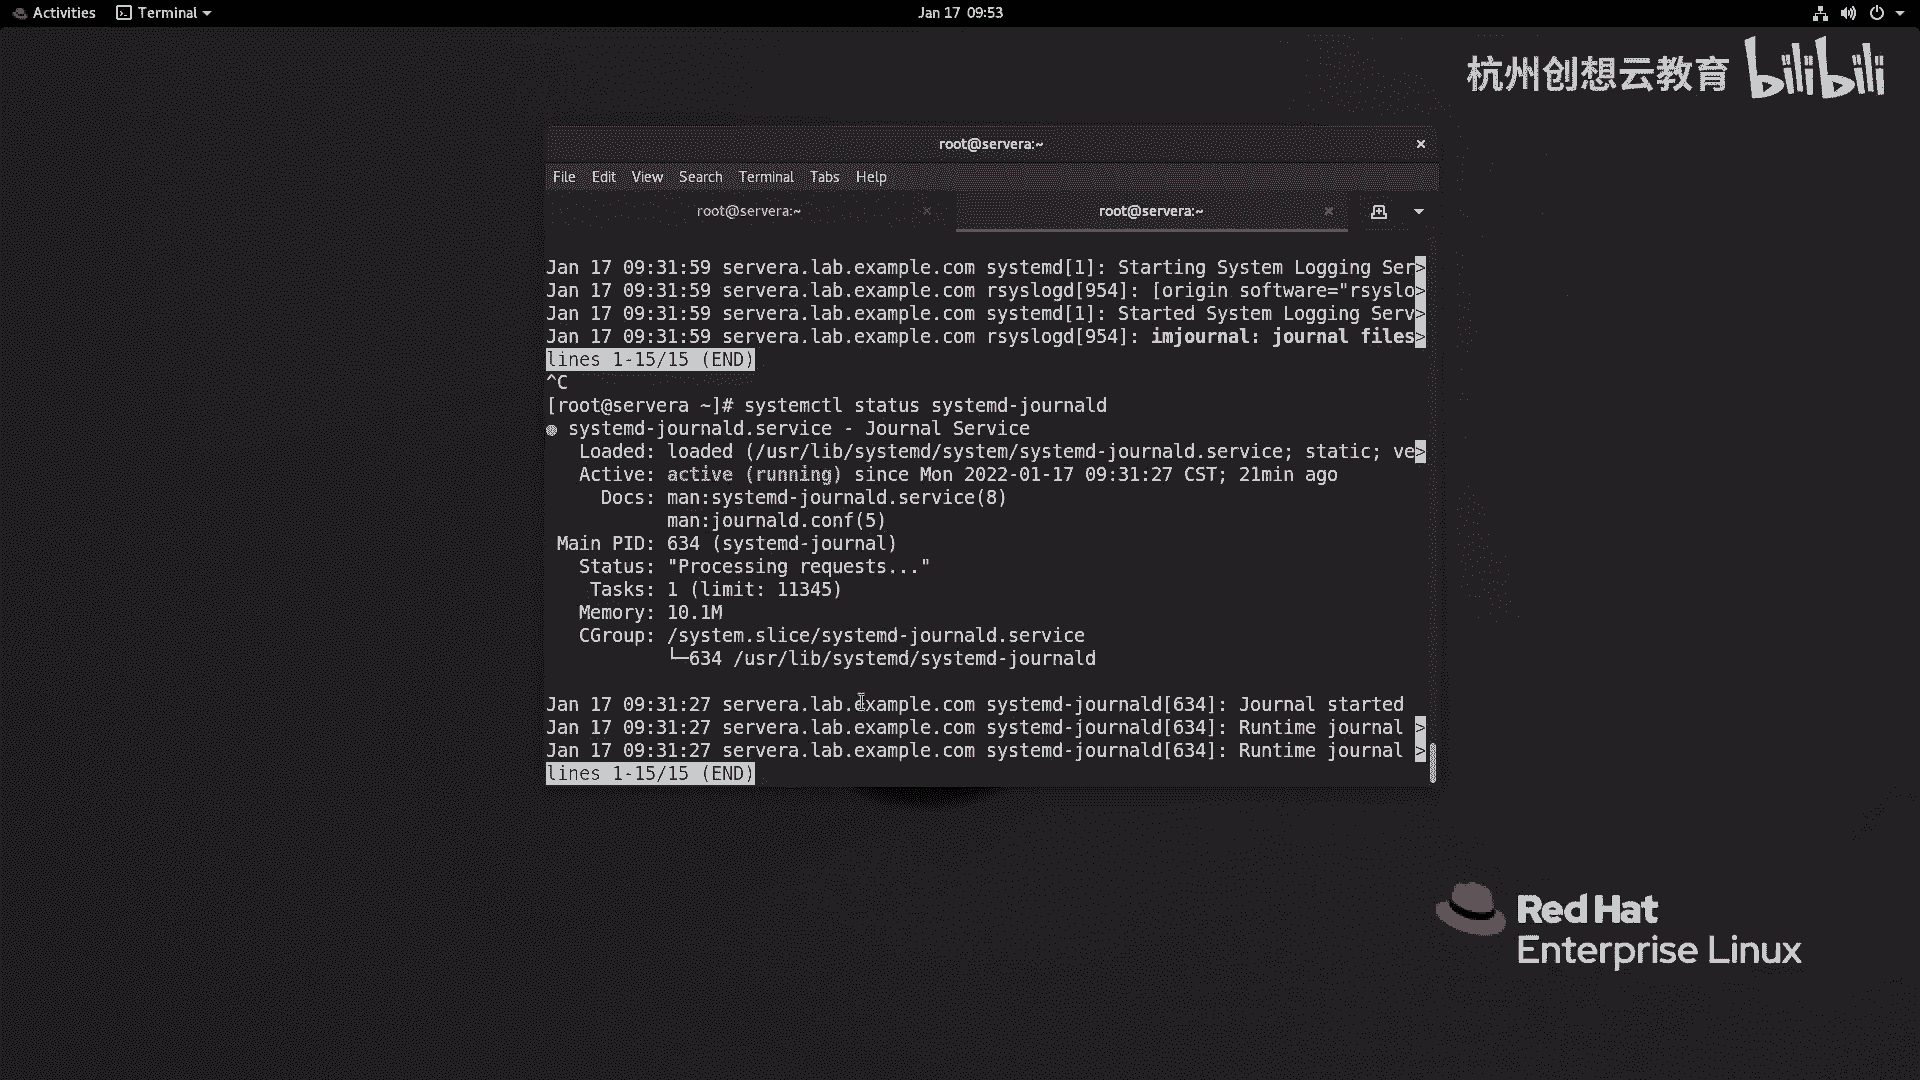 Activities Terminal Jan 17 09:53
杭州创想云教育 bilibili
root@servera:~
File Edit View Search Terminal Tabs Help
root@servera:~ root@servera:~
Jan 17 09:31:59 servera.lab.example.com systemd[1]: Starting System Logging Ser>
Jan 17 09:31:59 servera.lab.example.com rsyslogd[954]: [origin software="rsyslo>
Jan 17 09:31:59 servera.lab.example.com systemd[1]: Started System Logging Serv>
Jan 17 09:31:59 servera.lab.example.com rsyslogd[954]: imjournal: journal files>
lines 1-15/15 (END)
^C
[root@servera ~]# systemctl status systemd-journald
● systemd-journald.service - Journal Service
Loaded: loaded (/usr/lib/systemd/system/systemd-journald.service; static; ve>
Active: active (running) since Mon 2022-01-17 09:31:27 CST; 21min ago
Docs: man:systemd-journald.service(8)
man:journald.conf(5)
Main PID: 634 (systemd-journal)
Status: "Processing requests..."
Tasks: 1 (limit: 11345)
Memory: 10.1M
CGroup: /system.slice/systemd-journald.service
└─634 /usr/lib/systemd/systemd-journald
Jan 17 09:31:27 servera.lab.example.com systemd-journald[634]: Journal started
Jan 17 09:31:27 servera.lab.example.com systemd-journald[634]: Runtime journal >
Jan 17 09:31:27 servera.lab.example.com systemd-journald[634]: Runtime journal >
lines 1-15/15 (END)
Red Hat
Enterprise Linux